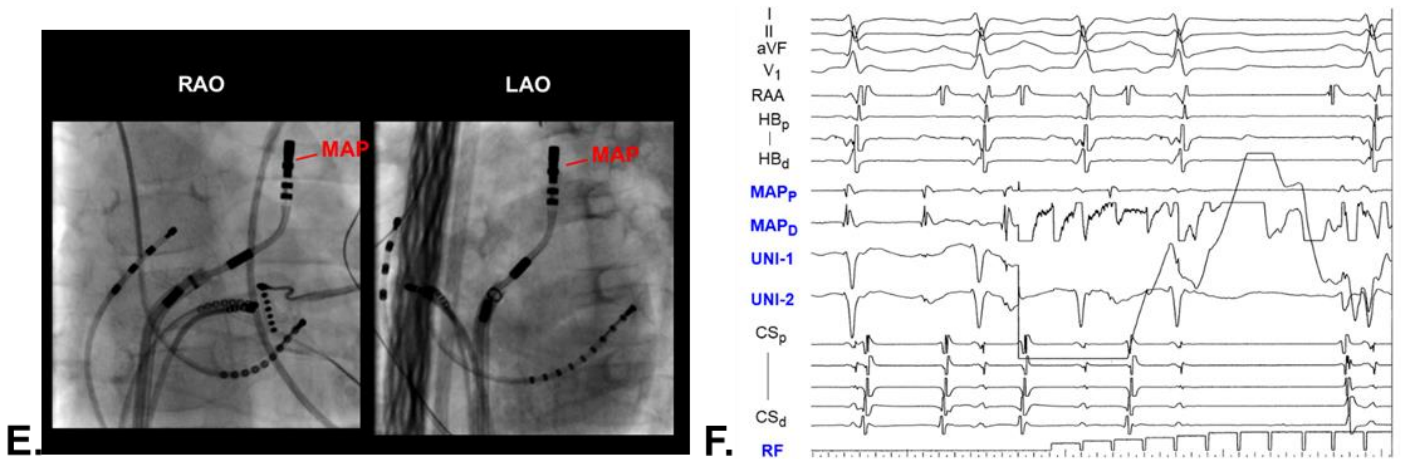 RAO
LAO
MAP
MAP
E.
I
II
aVF
V1
RAA
HBp
HBd
MAPP
MAPD
UNI-1
UNI-2
CSp
CSd
RF
F.